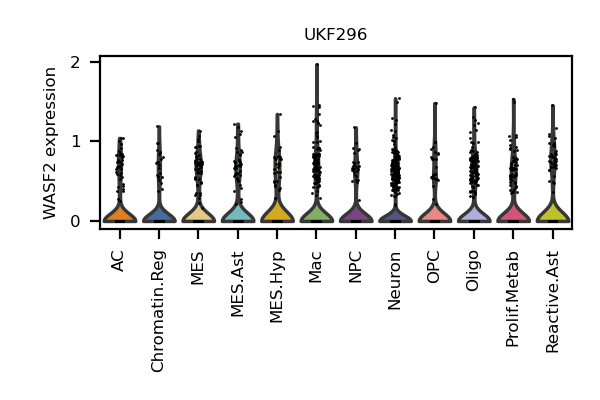 UKF296
WASF2 expression
2
1
0
AC
Chromatin.Reg
MES
MES.Ast
MES.Hyp
Mac
NPC
Neuron
OPC
Oligo
Prolif.Metab
Reactive.Ast